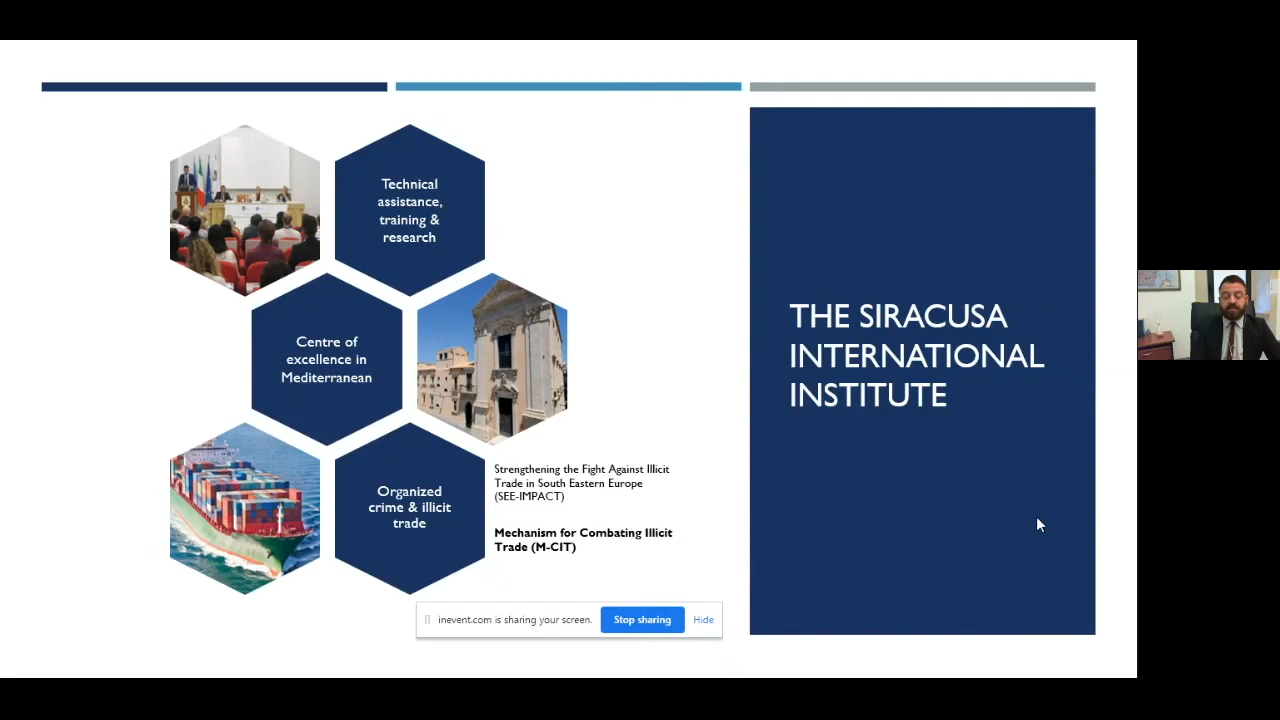 Technical
assistance,
training &
research
Centre of
excellence in
Mediterranean
Organized
crime & illicit
trade
Strengthening the Fight Against Illicit
Trade in South Eastern Europe
(SEE-IMPACT)
Mechanism for Combating Illicit
Trade (M-CIT)
THE SIRACUSA
INTERNATIONAL
INSTITUTE
inevent.com is sharing your screen.
Stop sharing
Hide